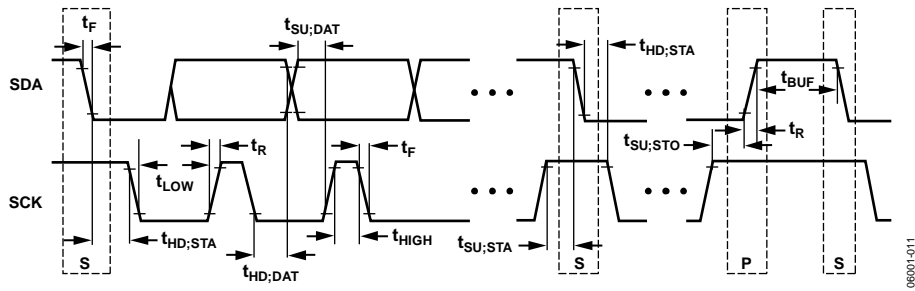 tF
tSU;DAT
tHD;STA
SDA
tBUF
tR
tF
tSU;STO
tR
tLOW
SCK
tHD;STA
tHIGH
tSU;STA
tHD;DAT
S
S
P
S
06001-011